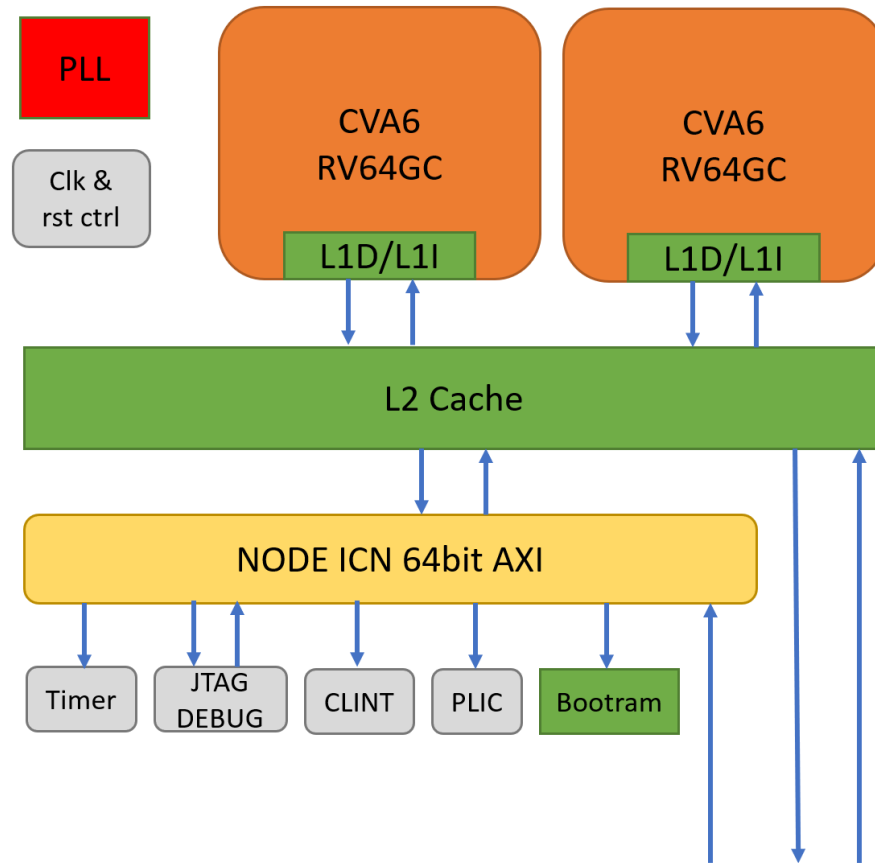 PLL
Clk &
rst ctrl
CVA6
RV64GC
L1D/L1I
CVA6
RV64GC
L1D/L1I
L2 Cache
NODE ICN 64bit AXI
Timer
JTAG
DEBUG
CLINT
PLIC
Bootram